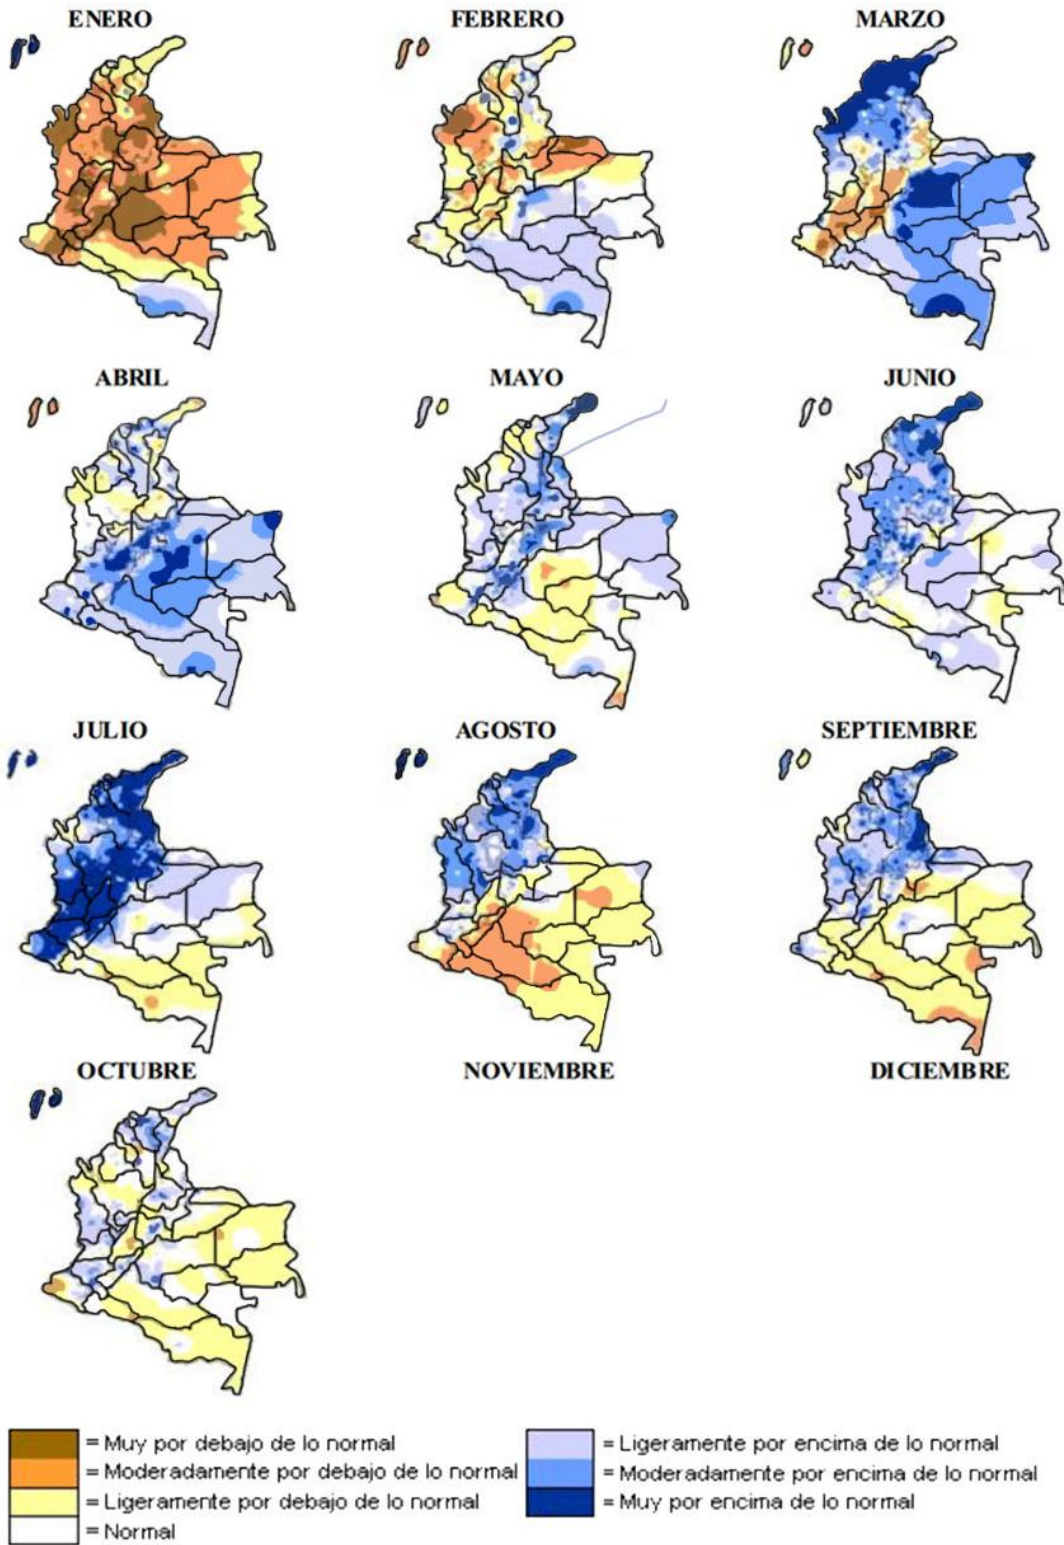 ENERO
FEBRERO
MARZO
ABRIL
MAYO
JUNIO
JULIO
AGOSTO
SEPTIEMBRE
OCTUBRE
NOVIEMBRE
DICIEMBRE
= Muy por debajo de lo normal
= Moderadamente por debajo de lo normal
= Ligeramente por debajo de lo normal
= Normal
= Ligeramente por encima de lo normal
= Moderadamente por encima de lo normal
= Muy por encima de lo normal